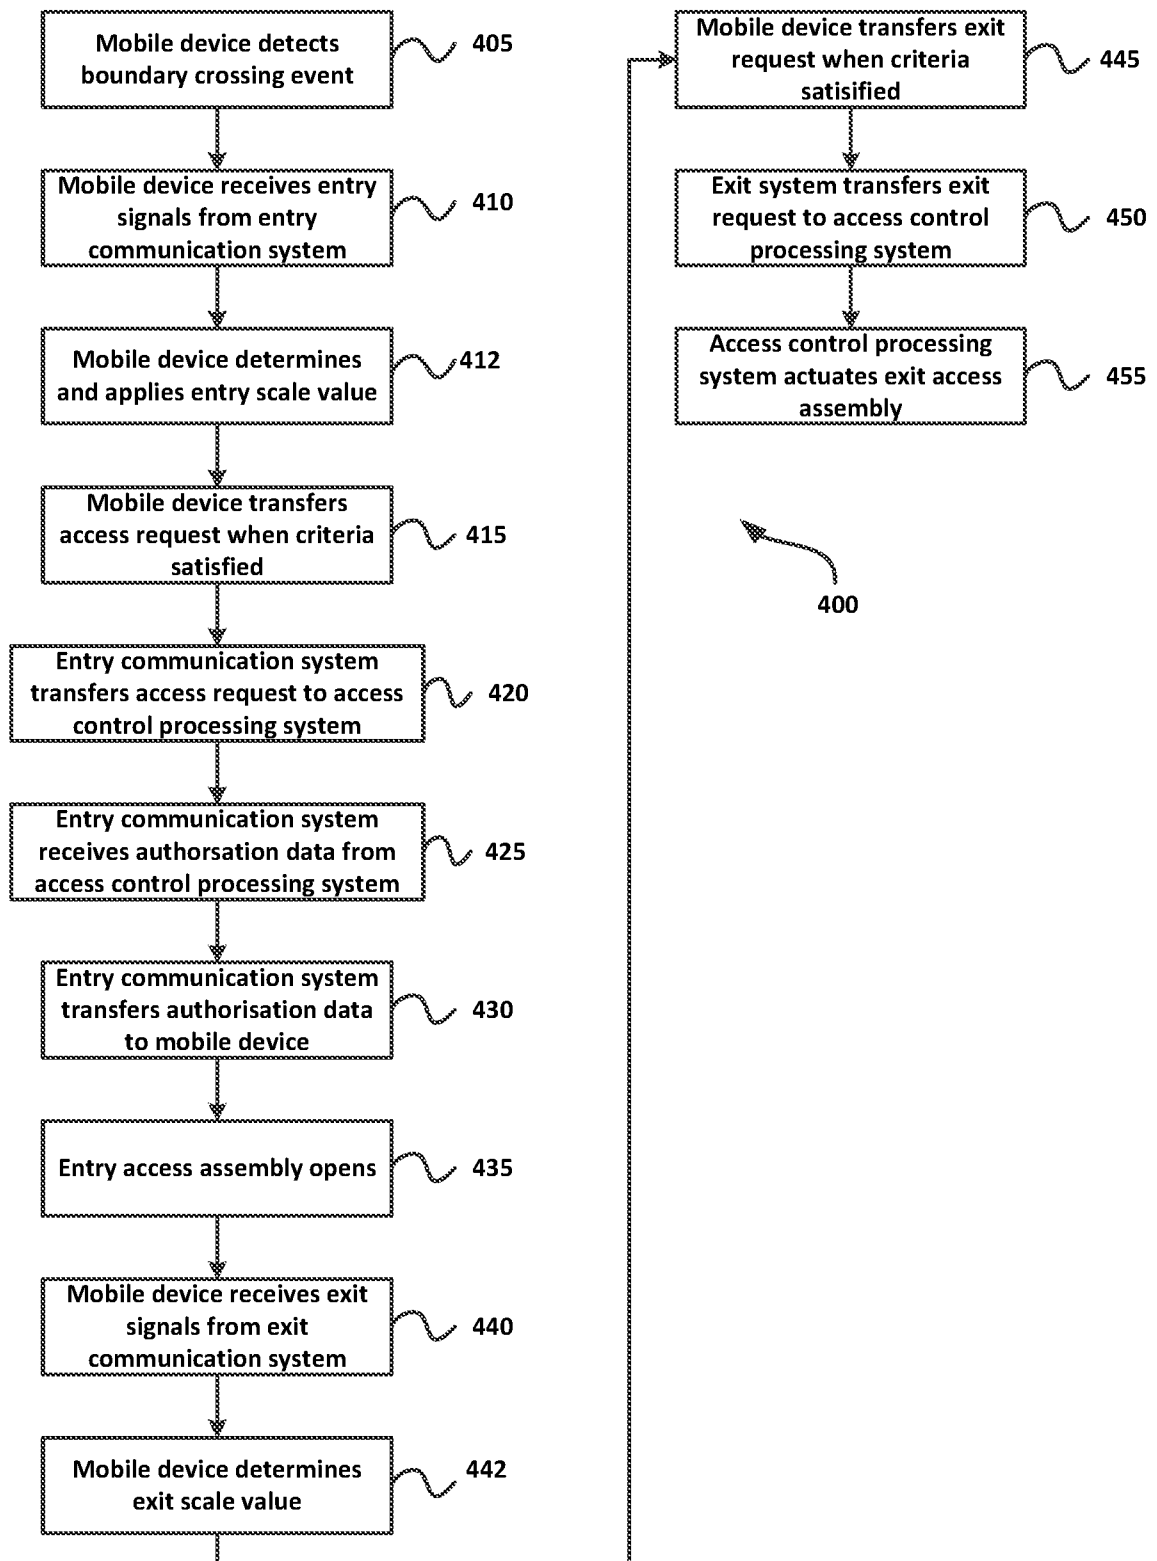 Mobile device detects
boundary crossing event
405
Mobile device receives entry
signals from entry
communication system
410
Mobile device determines
and applies entry scale value
412
Mobile device transfers
access request when criteria
satisfied
415
Entry communication system
transfers access request to access
control processing system
420
Entry communication system
receives authorsation data from
access control processing system
425
Entry communication system
transfers authorisation data
to mobile device
430
Entry access assembly opens
435
Mobile device receives exit
signals from exit
communication system
440
Mobile device determines
exit scale value
442
Mobile device transfers exit
request when criteria
satisified
445
Exit system transfers exit
request to access control
processing system
450
Access control processing
system actuates exit access
assembly
455
400